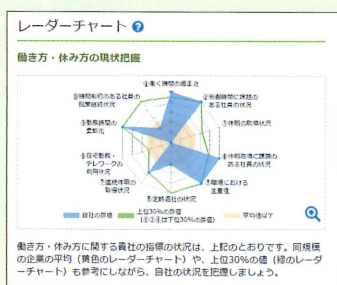 レーダーチャート ?
働き方・休み方の現状把握
①働く時間の適正さ
②労働時間に課題の
ある社員の状況
③休暇の取得状況
④休暇取得に課題の
ある社員の状況
⑤職場における
生産性
⑥定時退社の状況
⑦連続休暇の
取得状況
⑧在宅勤務・
テレワークの
利用状況
⑨勤務時間の
柔軟化
⑩時間制約のある社員の
就業継続状況
自社の数値
上位30%の数値
(①②④は下位30%の数値)
平均値以下
働き方・休み方に関する貴社の指標の状況は、上記のとおりです。同規模
の企業の平均（黄色のレーダーチャート）や、上位30%の値（緑のレーダ
ーチャート）も参考にしながら、自社の状況を把握しましょう。